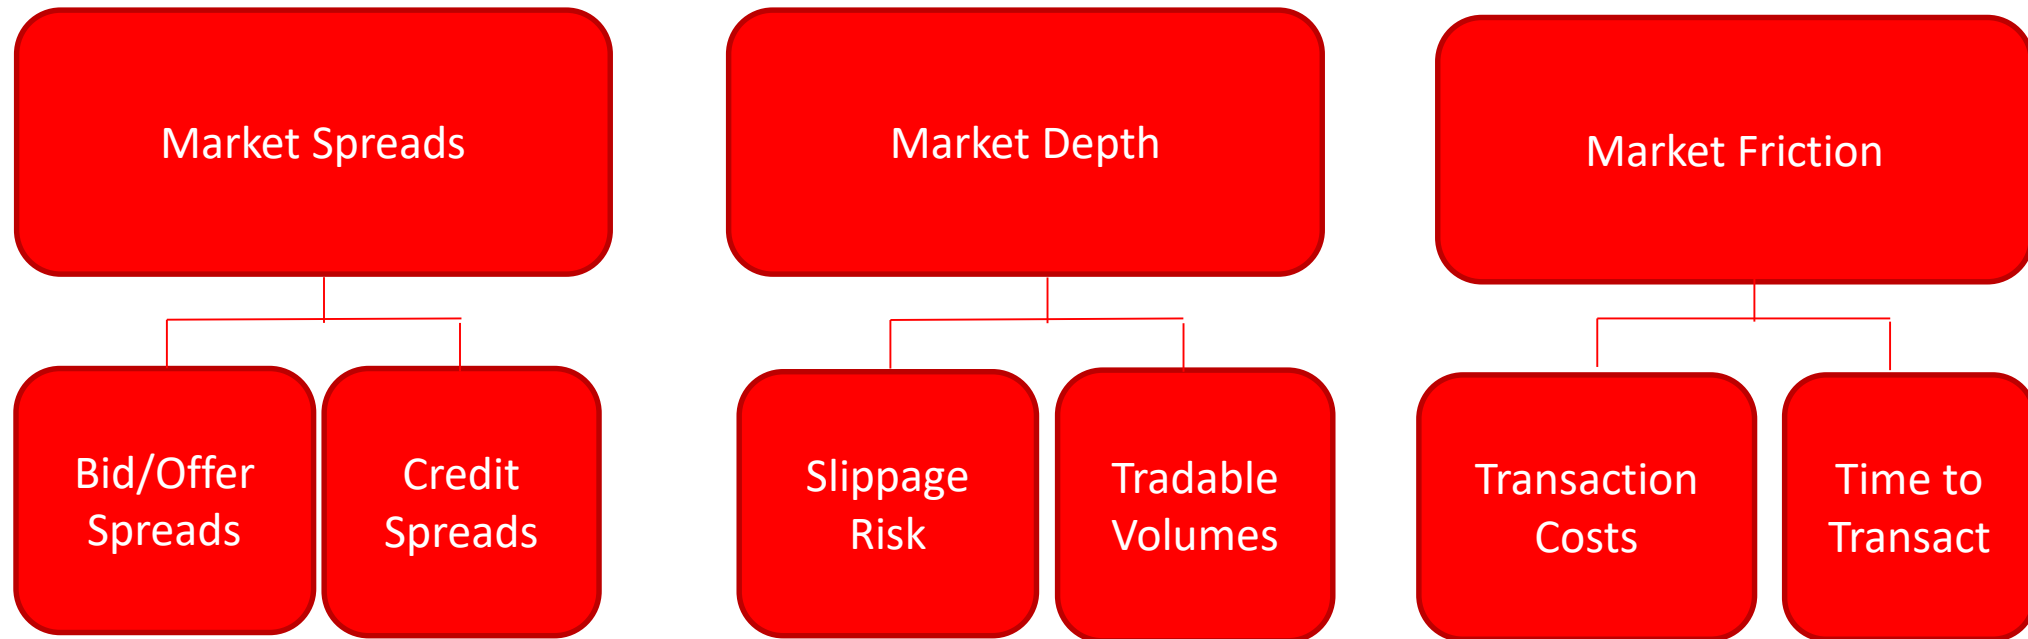 Market Spreads
Market Depth
Market Friction
Bid/Offer
Spreads
Credit
Spreads
Slippage
Risk
Tradable
Volumes
Transaction
Costs
Time to
Transact